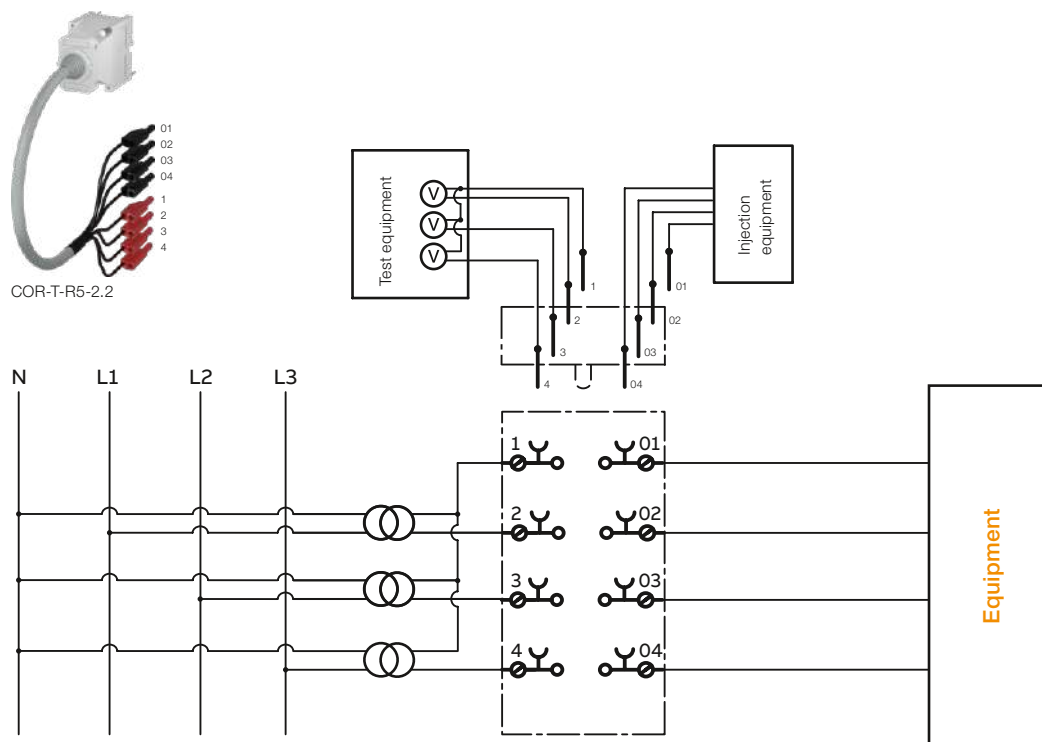 01
02
03
04
1
2
3
4
COR-T-R5-2.2
Test equipment
V
V
V
Injection
equipment
1
01
2
02
3
03
4
04
N L1 L2 L3
1 01
2 02
3 03
4 04
Equipment